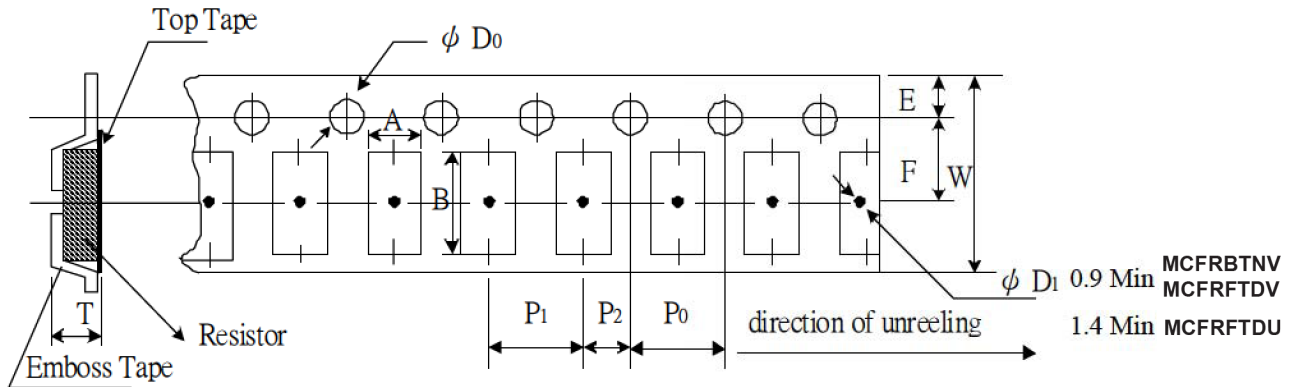 Top Tape
ϕ D0
E
A
F
W
B
ϕ D1 0.9 Min MCFRBTNV
MCFRFTDV
1.4 Min MCFRFTDU
T
Resistor
P1
P2
P0
direction of unreeling
Emboss Tape